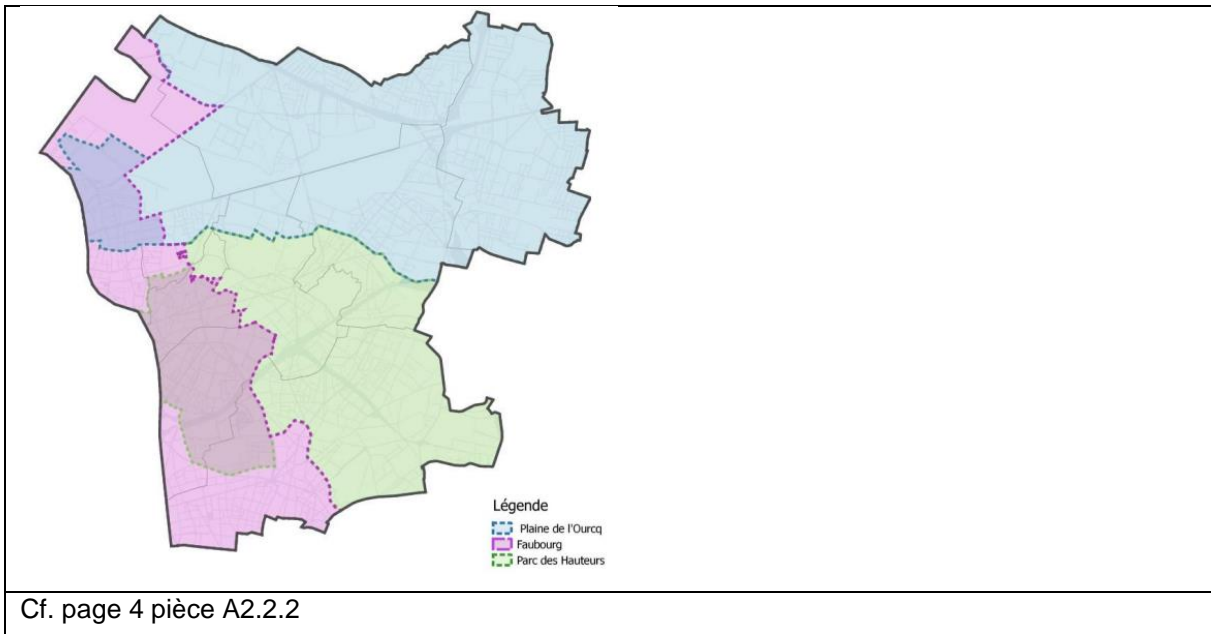 Légende
Plaine de l'Ourcq
Faubourg
Parc des Hauteurs
Cf. page 4 pièce A2.2.2